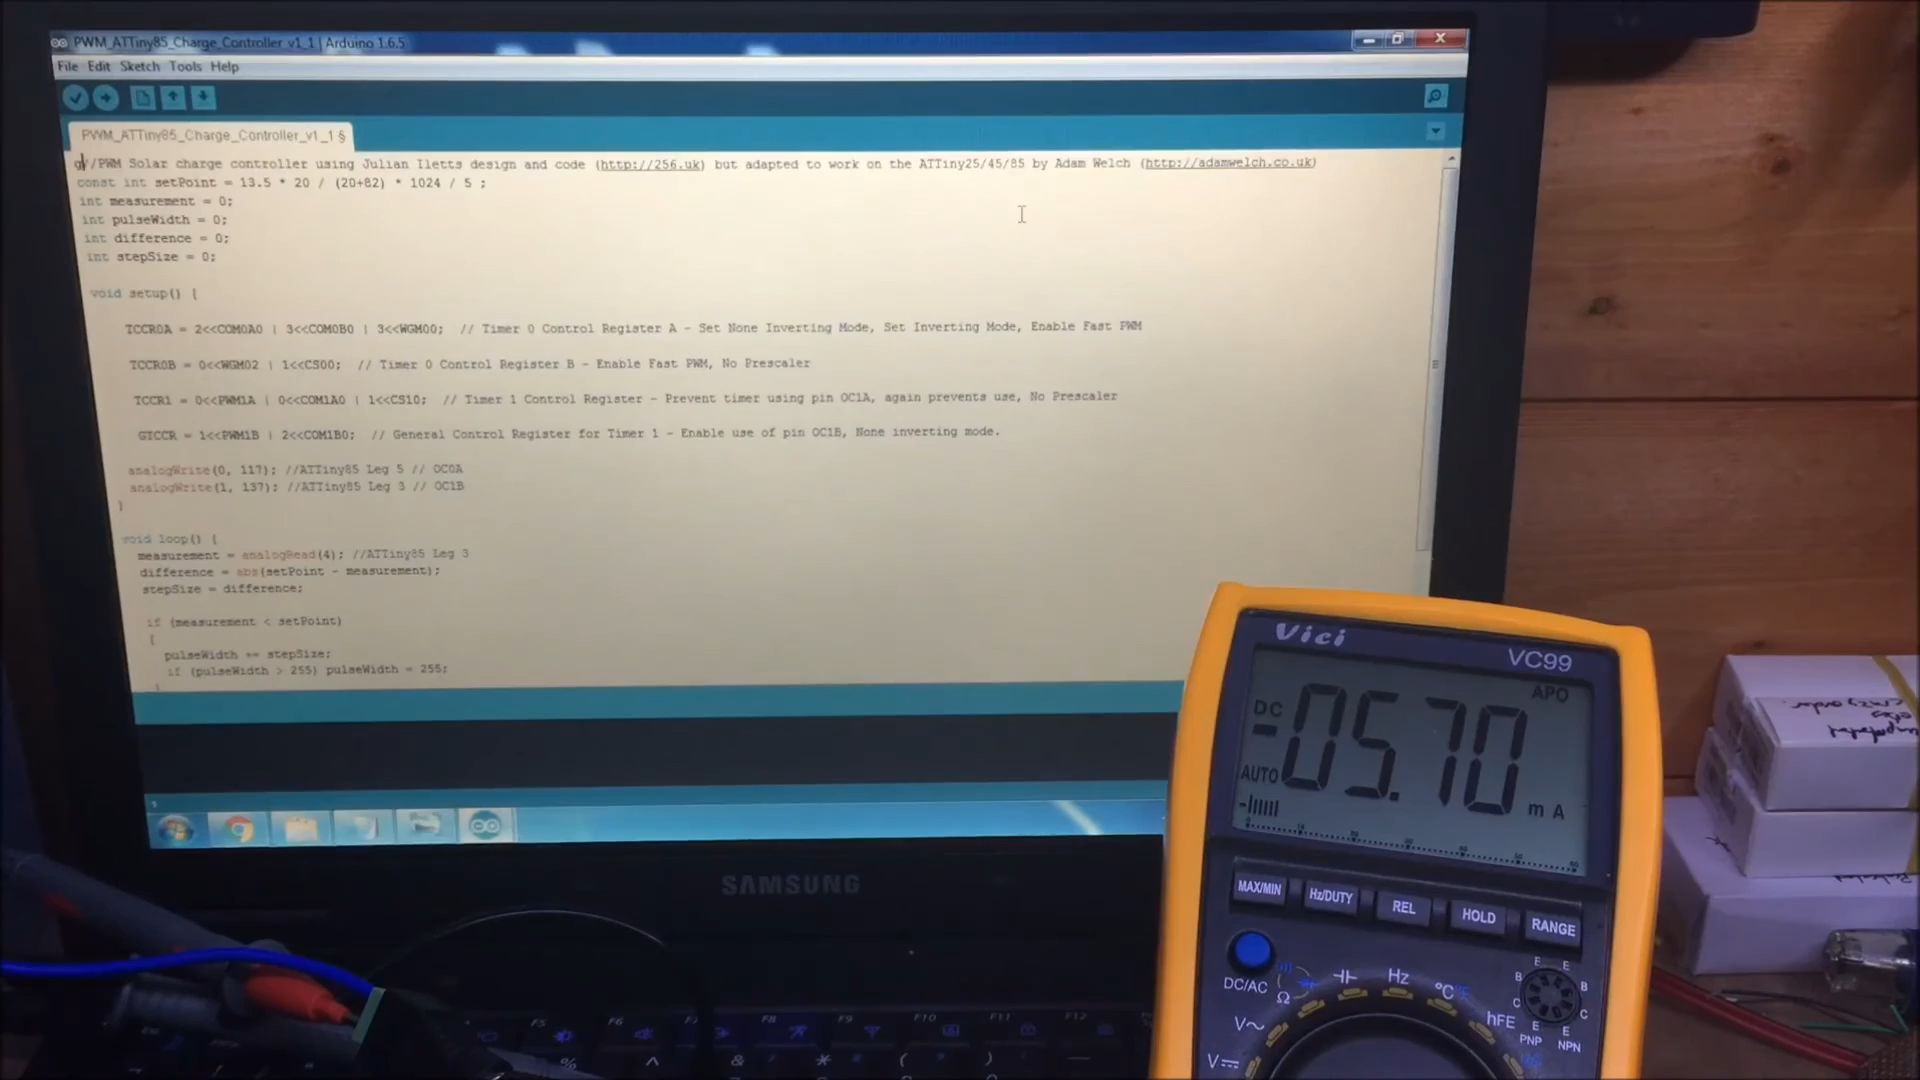 PWM_ATTiny85_Charge_Controller_v1_1 | Arduino 1.6.5
File Edit Sketch Tools Help
PWM_ATTiny85_Charge_Controller_v1_1 §
g//PWM Solar charge controller using Julian Iletts design and code (http://256.uk) but adapted to work on the ATTiny25/45/85 by Adam Welch (http://adamwelch.co.uk)
const int setPoint = 13.5 * 20 / (20+82) * 1024 / 5 ;
int measurement = 0;
int pulseWidth = 0;
int difference = 0;
int stepSize = 0;
void setup() {
TCCR0A = 2<<COM0A0 | 3<<COM0B0 | 3<<WGM00;  // Timer 0 Control Register A - Set None Inverting Mode, Set Inverting Mode, Enable Fast PWM
TCCR0B = 0<<WGM02 | 1<<CS00;  // Timer 0 Control Register B - Enable Fast PWM, No Prescaler
TCCR1 = 0<<PWM1A | 0<<COM1A0 | 1<<CS10;  // Timer 1 Control Register - Prevent timer using pin OC1A, again prevents use, No Prescaler
GTCCR = 1<<PWM1B | 2<<COM1B0;  // General Control Register for Timer 1 - Enable use of pin OC1B, None inverting mode.
analogWrite(0, 117); //ATTiny85 Leg 5 // OC0A
analogWrite(1, 137); //ATTiny85 Leg 3 // OC1B
}
void loop() {
measurement = analogRead(4); //ATTiny85 Leg 3
difference = abs(setPoint - measurement);
stepSize = difference;
if (measurement < setPoint)
{
pulseWidth += stepSize;
if (pulseWidth > 255) pulseWidth = 255;
}
1
SAMSUNG
Vici
VC99
APO
DC
AUTO
-05.70
mA
MAX/MIN Hz/DUTY REL HOLD RANGE
DC/AC
Ω
Hz
°C
°F
hFE
V~
V
E E B B C C E E
PNP NPN
F5 F6 F7 F8 F9 F10 F11 F12
% ^ & * ( )